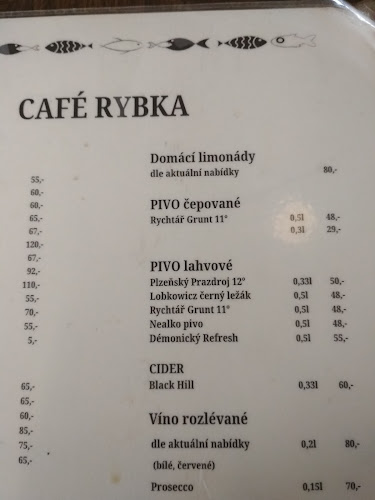 CAFÉ RYBKA
55,-
60,-
60,-
65,-
67,-
120,-
67,-
92,-
110,-
55,-
70,-
55,-
5,-
65,-
65,-
60,-
85,-
75,-
65,-
Domácí limonády
dle aktuální nabídky 80,-
PIVO čepované
Rychtář Grunt 11° 0,5l 48,-
0,3l 29,-
PIVO lahvové
Plzeňský Prazdroj 12° 0,33l 50,-
Lobkowicz černý ležák 0,5l 48,-
Rychtář Grunt 11° 0,5l 48,-
Nealko pivo 0,5l 48,-
Démonický Refresh 0,5l 55,-
CIDER
Black Hill 0,33l 60,-
Víno rozlévané
dle aktuální nabídky 0,2l 80,-
(bílé, červené)
Prosecco 0,15l 70,-